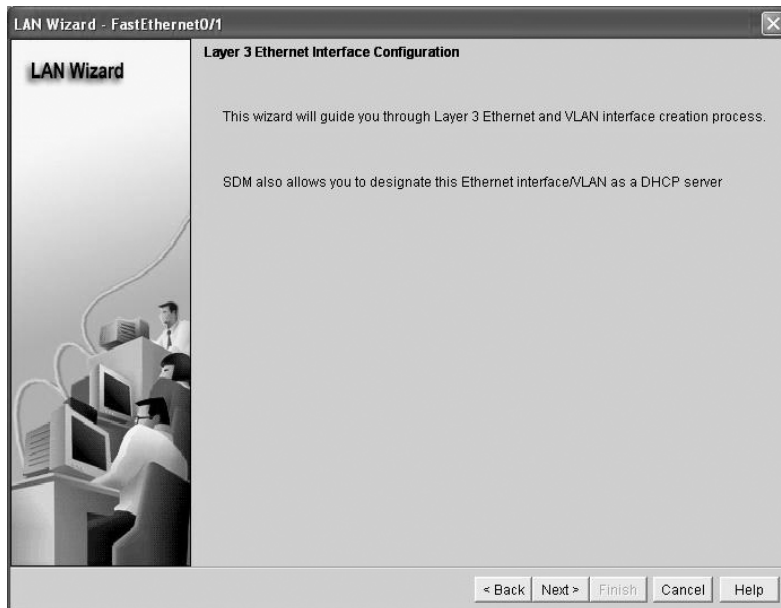 LAN Wizard - FastEthernet0/1
LAN Wizard
Layer 3 Ethernet Interface Configuration
This wizard will guide you through Layer 3 Ethernet and VLAN interface creation process.
SDM also allows you to designate this Ethernet interface/VLAN as a DHCP server
< Back Next > Finish Cancel Help